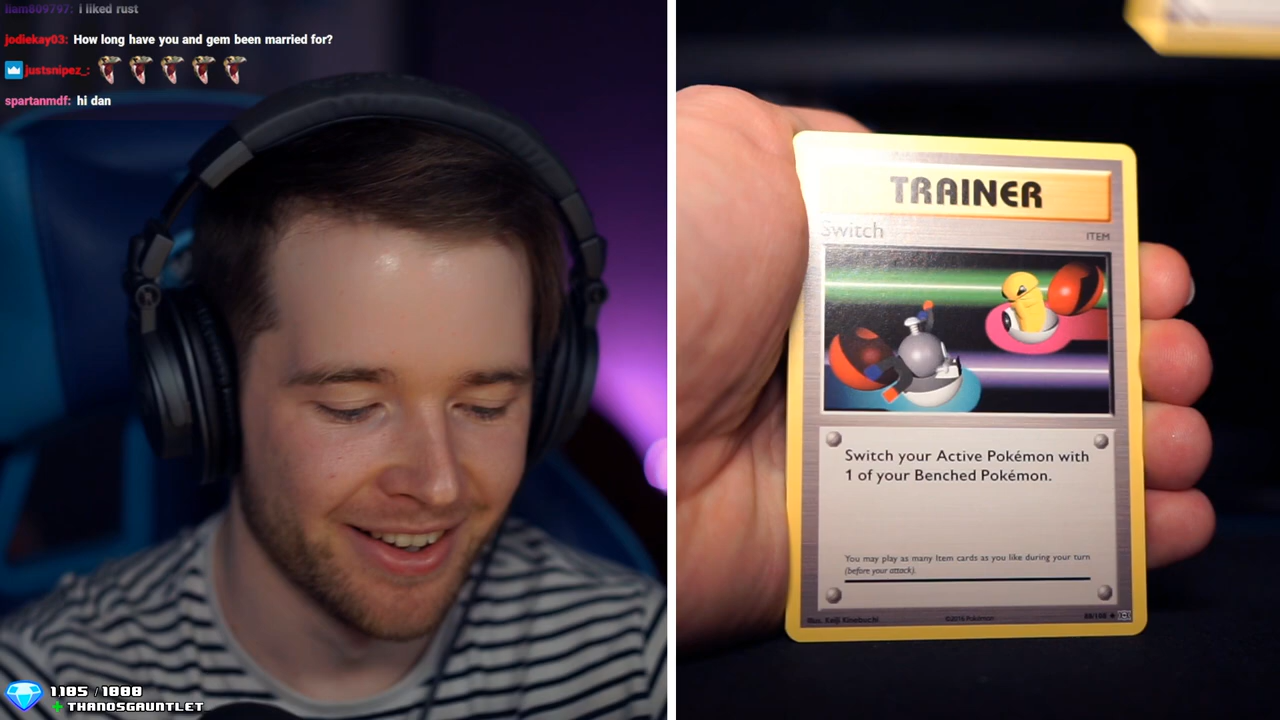 liam809797: i liked rust
jodiekay03: How long have you and gem been married for?
justsnipez_:
spartanmdf: hi dan
TRAINER
Switch
ITEM
Switch your Active Pokémon with
1 of your Benched Pokémon.
You may play as many Item cards as you like during your turn
(before your attack).
Illus. Keiji Kinebuchi
©2016 Pokémon
88/108
1105 /1000
+ THANOSGAUNTLET